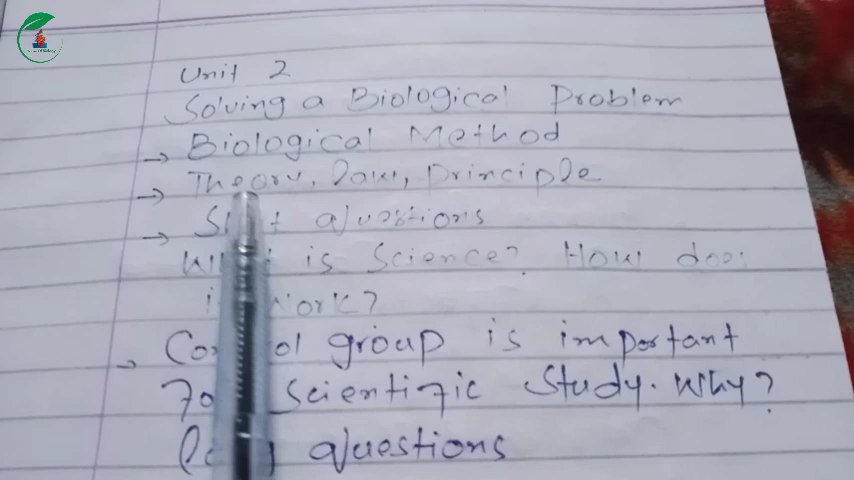 Unit 2
Solving a Biological Problem
→ Biological Method
→ Theory, law, principle
→ questions
is Science? How does
work?
→ group is important
Scientific Study. Why?
questions